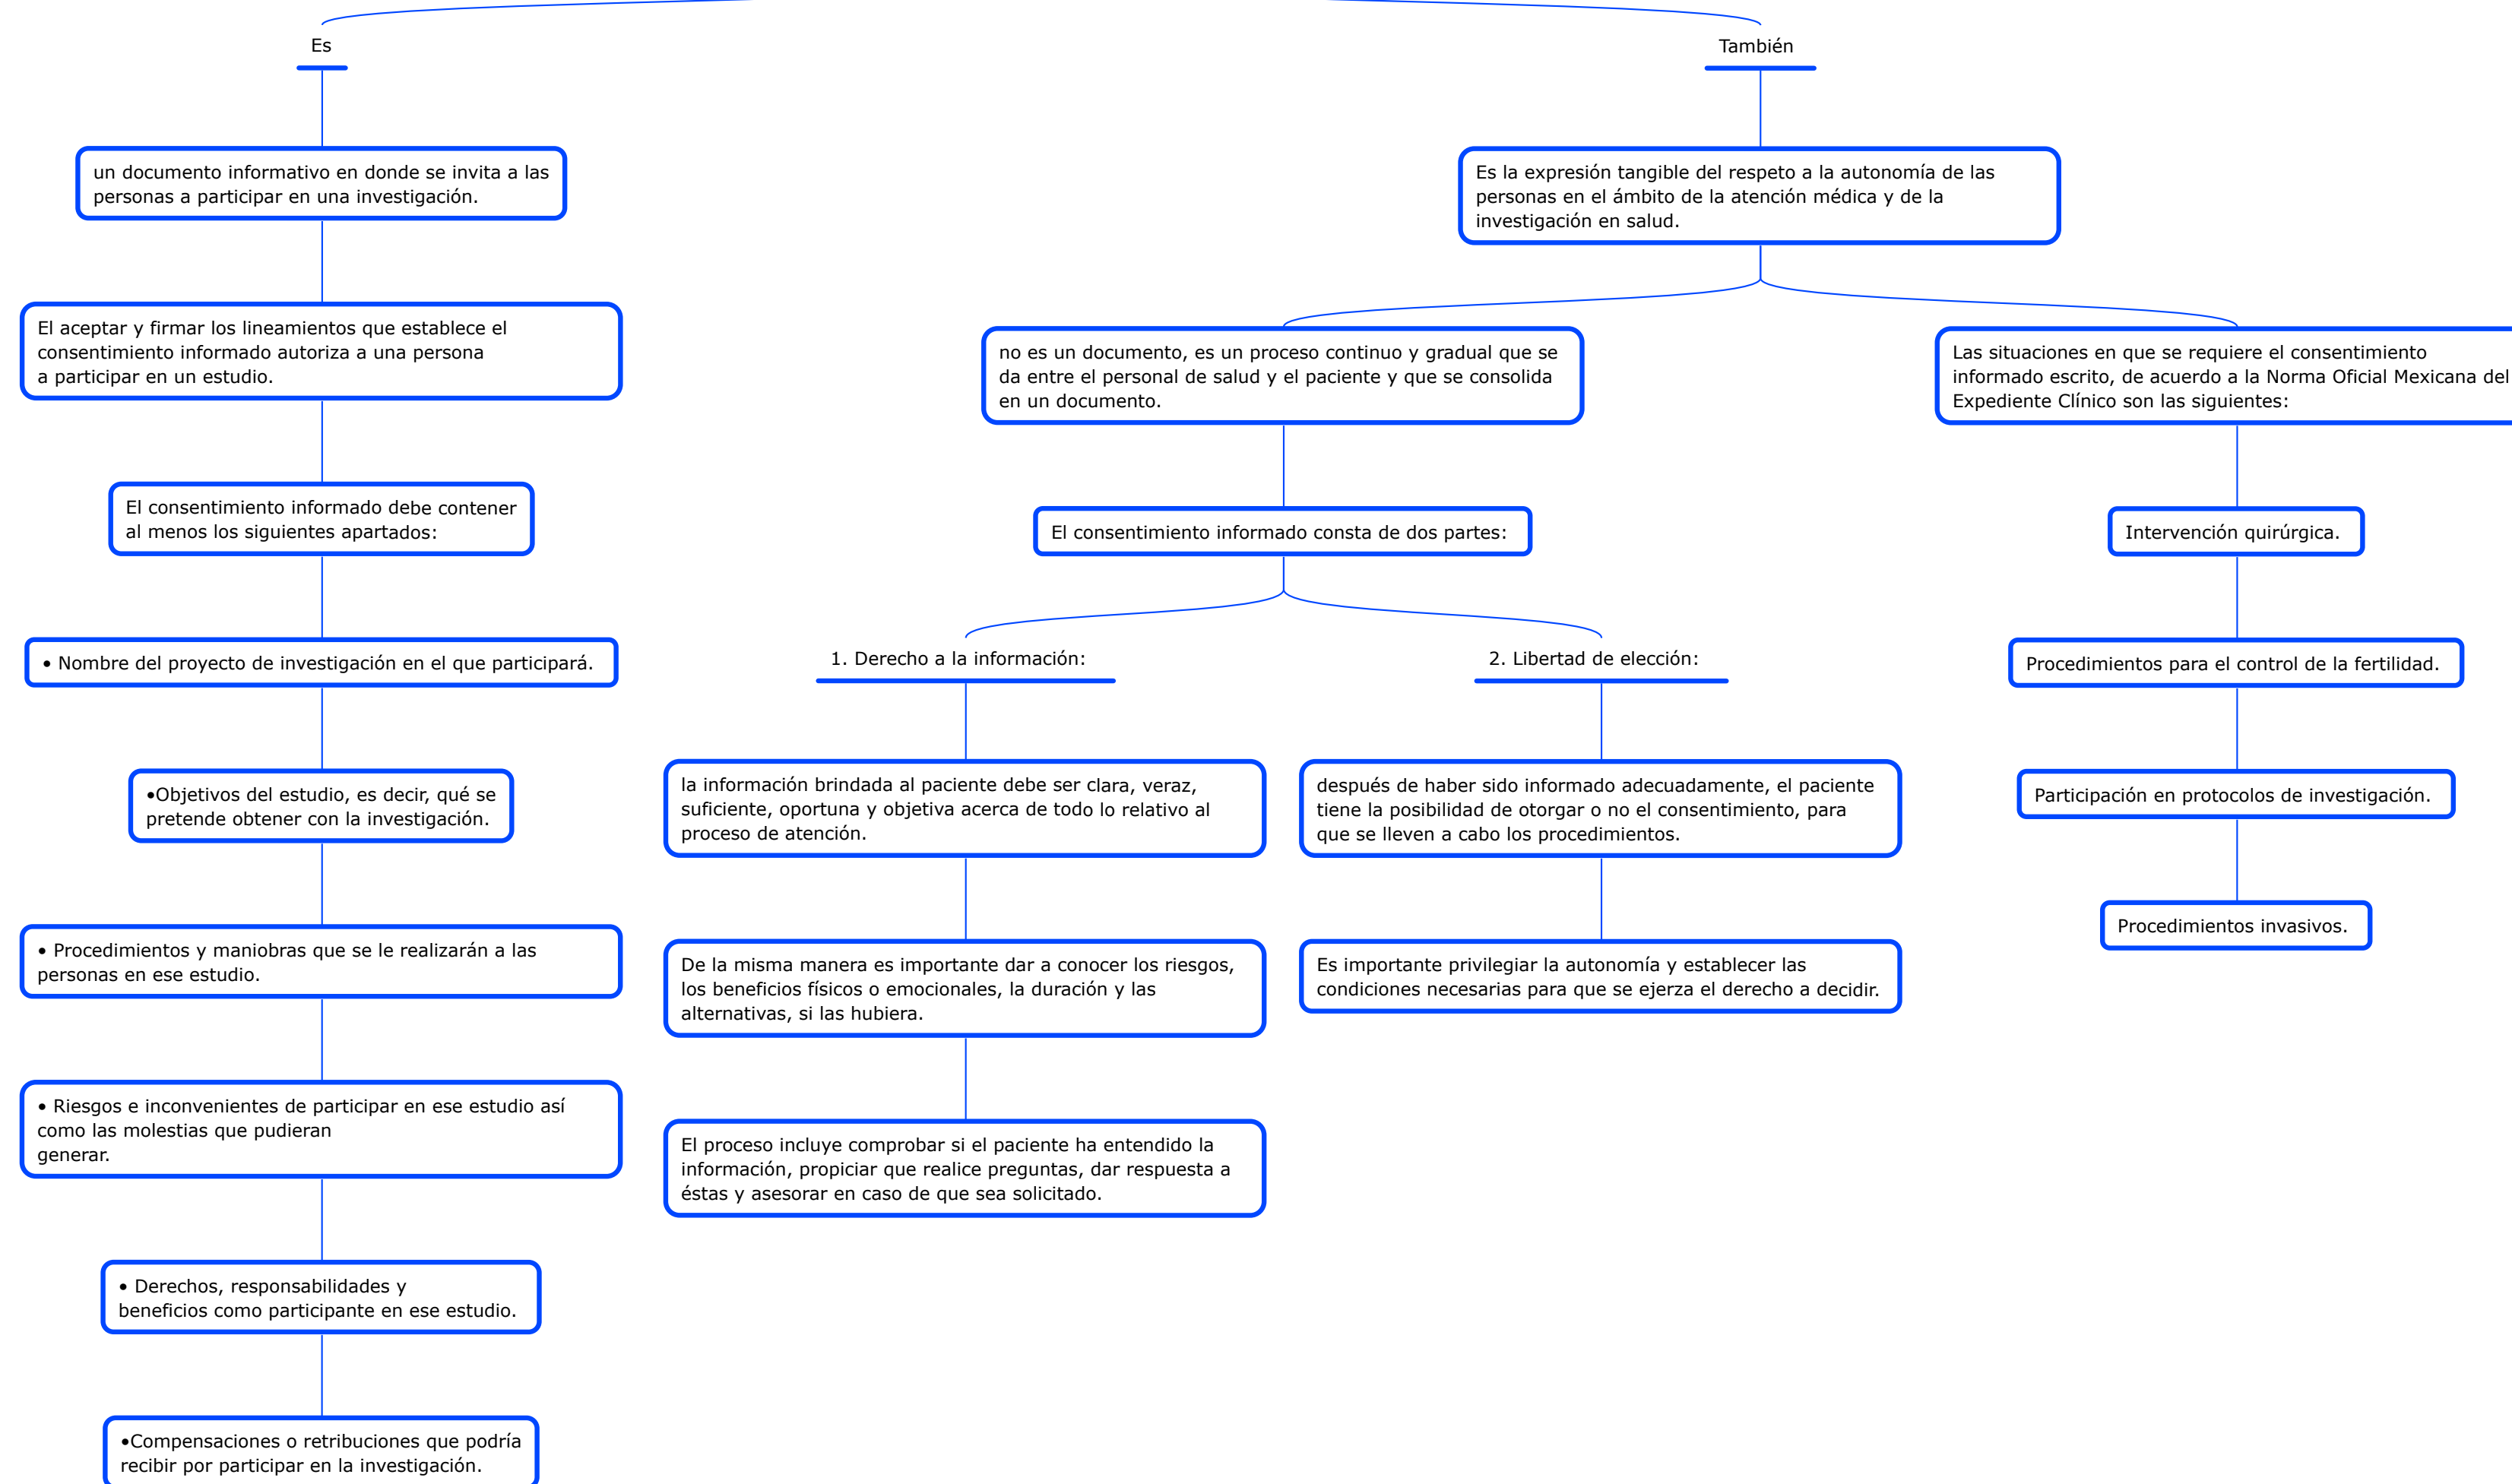 Es
un documento informativo en donde se invita a las
personas a participar en una investigación.
El aceptar y firmar los lineamientos que establece el
consentimiento informado autoriza a una persona
a participar en un estudio.
El consentimiento informado debe contener
al menos los siguientes apartados:
• Nombre del proyecto de investigación en el que participará.
•Objetivos del estudio, es decir, qué se
pretende obtener con la investigación.
• Procedimientos y maniobras que se le realizarán a las
personas en ese estudio.
• Riesgos e inconvenientes de participar en ese estudio así
como las molestias que pudieran
generar.
• Derechos, responsabilidades y
beneficios como participante en ese estudio.
•Compensaciones o retribuciones que podría
recibir por participar en la investigación.
También
Es la expresión tangible del respeto a la autonomía de las
personas en el ámbito de la atención médica y de la
investigación en salud.
no es un documento, es un proceso continuo y gradual que se
da entre el personal de salud y el paciente y que se consolida
en un documento.
El consentimiento informado consta de dos partes:
1. Derecho a la información:
la información brindada al paciente debe ser clara, veraz,
suficiente, oportuna y objetiva acerca de todo lo relativo al
proceso de atención.
De la misma manera es importante dar a conocer los riesgos,
los beneficios físicos o emocionales, la duración y las
alternativas, si las hubiera.
El proceso incluye comprobar si el paciente ha entendido la
información, propiciar que realice preguntas, dar respuesta a
éstas y asesorar en caso de que sea solicitado.
2. Libertad de elección:
después de haber sido informado adecuadamente, el paciente
tiene la posibilidad de otorgar o no el consentimiento, para
que se lleven a cabo los procedimientos.
Es importante privilegiar la autonomía y establecer las
condiciones necesarias para que se ejerza el derecho a decidir.
Las situaciones en que se requiere el consentimiento
informado escrito, de acuerdo a la Norma Oficial Mexicana del
Expediente Clínico son las siguientes:
Intervención quirúrgica.
Procedimientos para el control de la fertilidad.
Participación en protocolos de investigación.
Procedimientos invasivos.